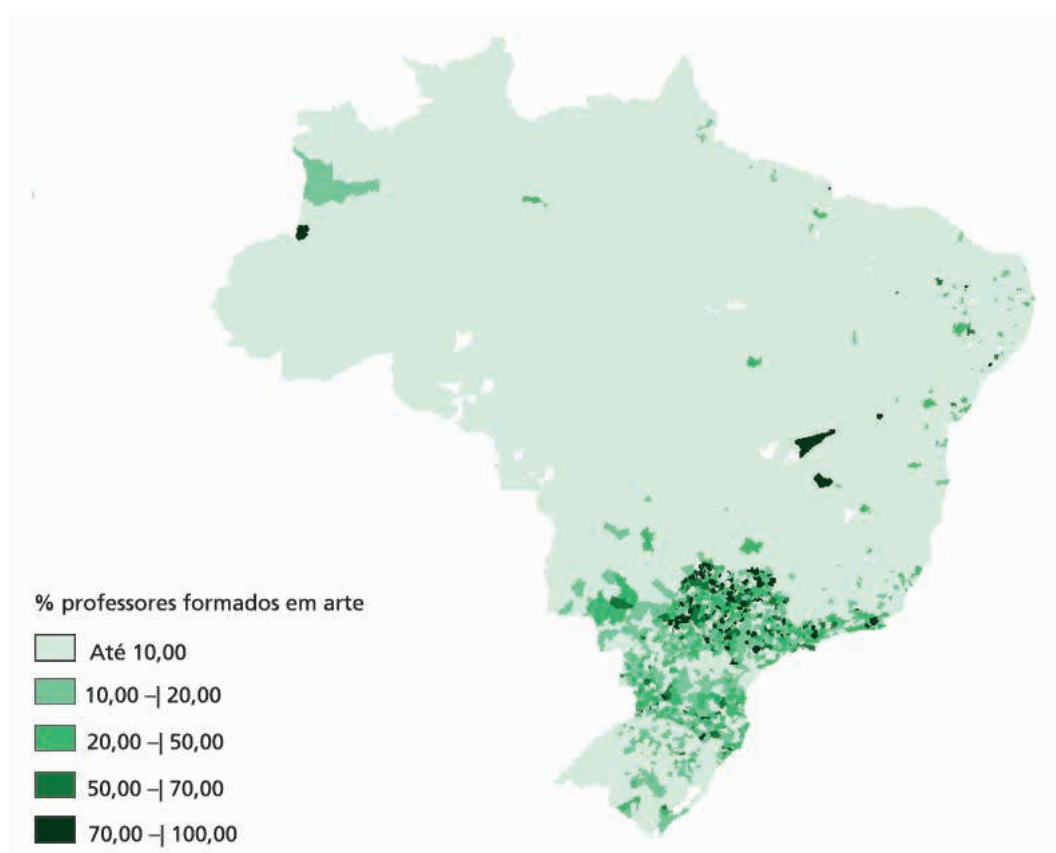 % professores formados em arte
Até 10,00
10,00 –| 20,00
20,00 –| 50,00
50,00 –| 70,00
70,00 –| 100,00